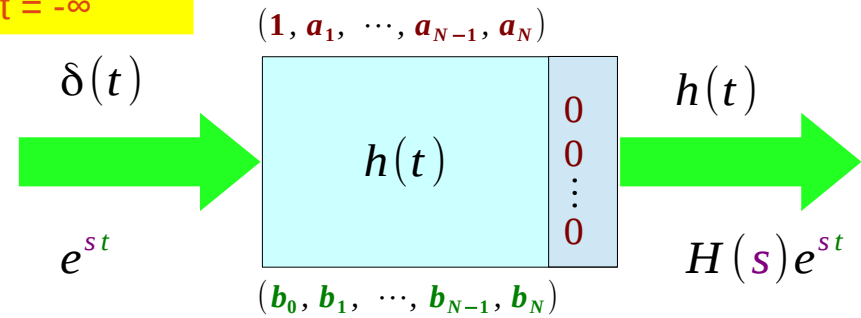 t = -∞
(1, a₁, ⋯, a_{N−1}, a_N)
δ(t)
h(t)
0
h(t)
0
⋮
0
e^{st}
H(s)e^{st}
(b₀, b₁, ⋯, b_{N−1}, b_N)